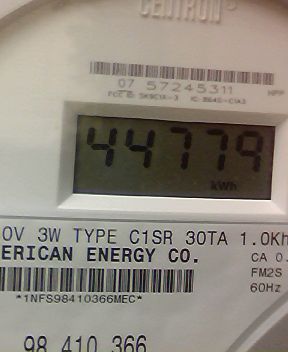 CENTRON®
07 57245311
44779
kWh
0V 3W TYPE C1SR 30TA 1.0Kh
ERICAN ENERGY CO.
CA 0.
FM2S
60Hz
*1NFS98410366MEC*
98 410 366